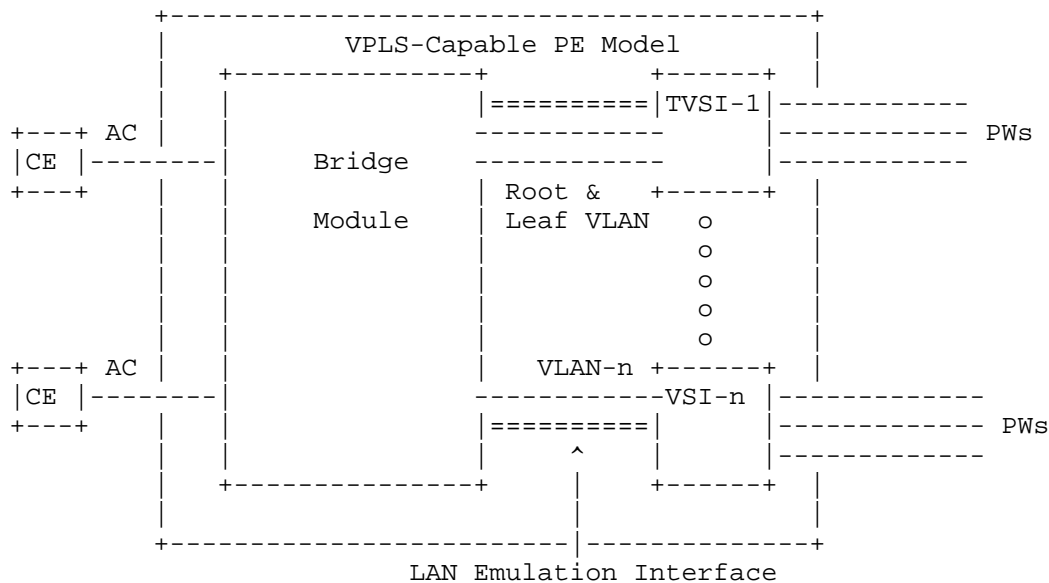 VPLS-Capable PE Model
TVSI-1
AC PWs
CE Bridge
Root &
Module Leaf VLAN o
o
o
o
o
AC VLAN-n
CE VSI-n
PWs
^
LAN Emulation Interface